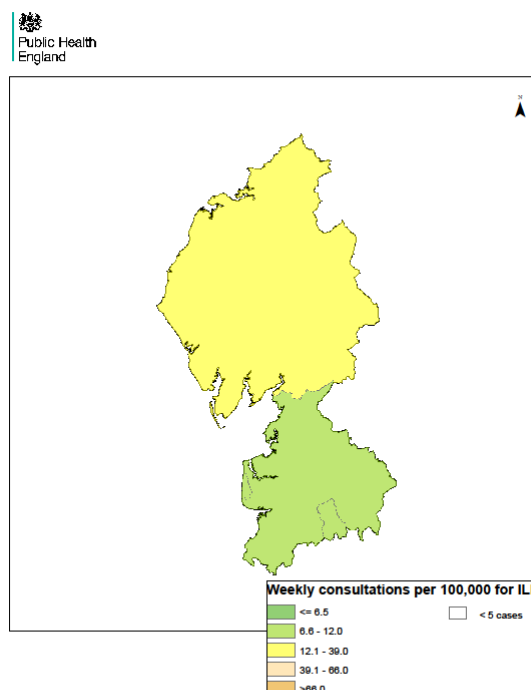 Public Health
England
N
Weekly consultations per 100,000 for IL
<= 6.5
< 5 cases
6.6 - 12.0
12.1 - 39.0
39.1 - 66.0
>66.0